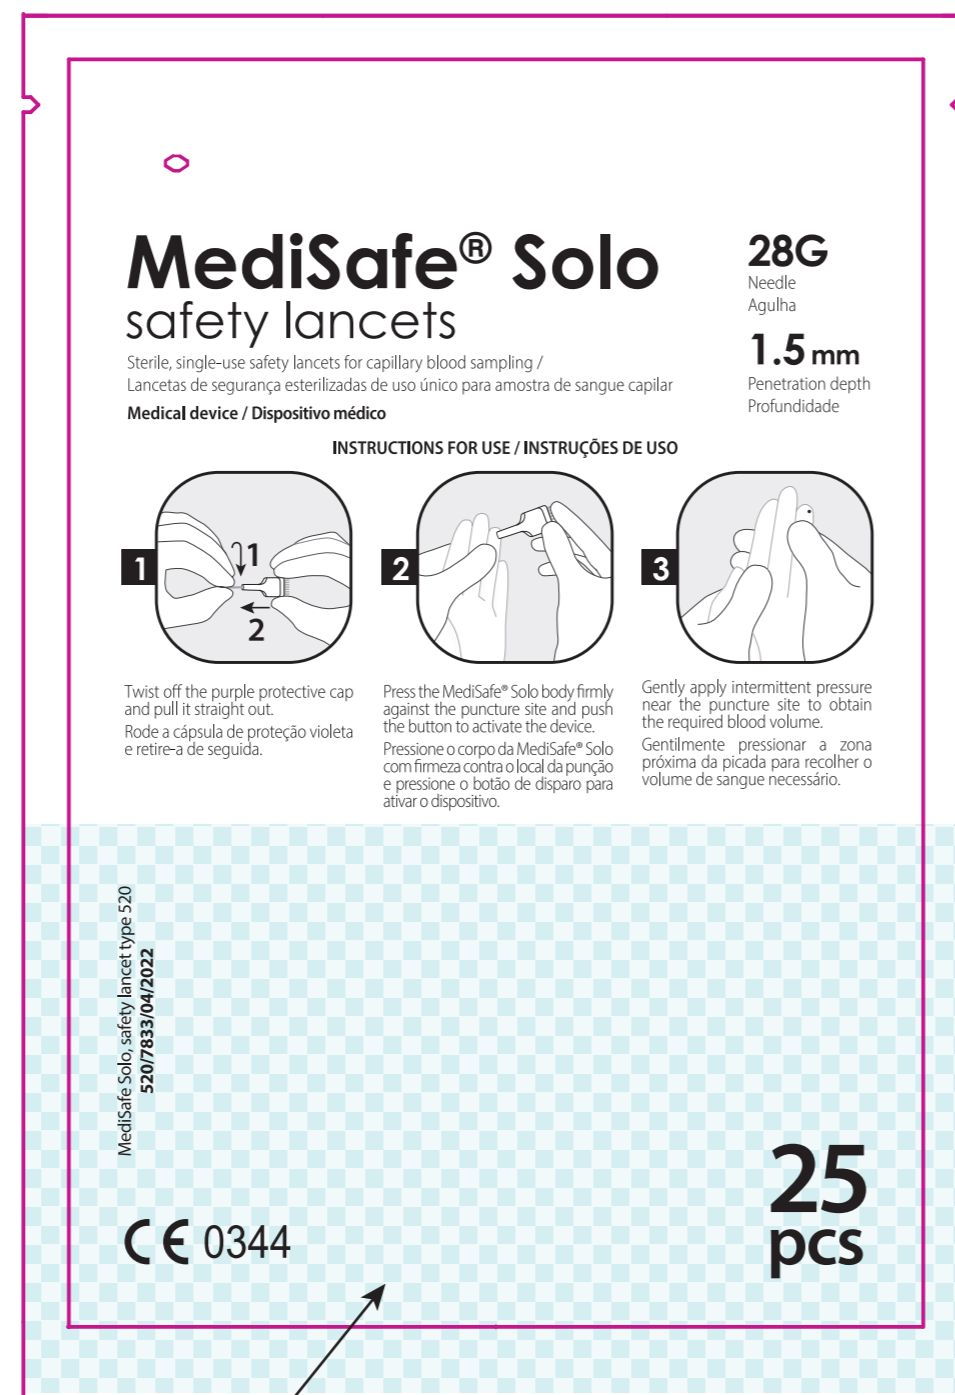 MediSafe® Solo
safety lancets
Sterile, single-use safety lancets for capillary blood sampling /
Lancetas de segurança esterilizadas de uso único para amostra de sangue capilar
Medical device / Dispositivo médico
28G
Needle
Agulha
1.5 mm
Penetration depth
Profundidade
INSTRUCTIONS FOR USE / INSTRUÇÕES DE USO
1
1
2
2
3
Twist off the purple protective cap
and pull it straight out.
Rode a cápsula de proteção violeta
e retire-a de seguida.
Press the MediSafe® Solo body firmly
against the puncture site and push
the button to activate the device.
Pressione o corpo da MediSafe® Solo
com firmeza contra o local da punção
e pressione o botão de disparo para
ativar o dispositivo.
Gently apply intermittent pressure
near the puncture site to obtain
the required blood volume.
Gentilmente pressionar a zona
próxima da picada para recolher o
volume de sangue necessário.
MediSafe Solo, safety lancet type 520
520/7833/04/2022
CE 0344
25
pcs